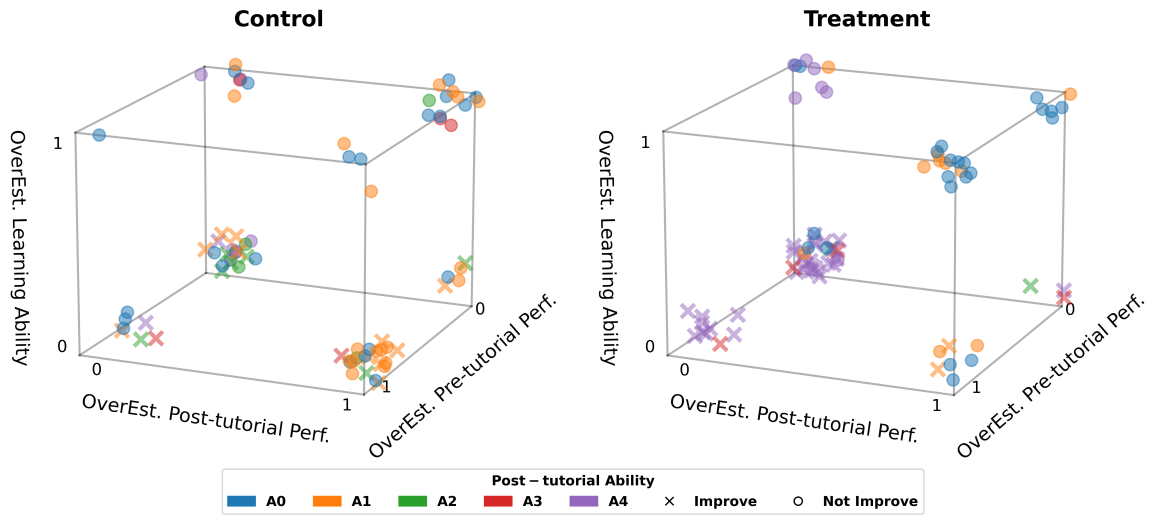 Control
Treatment
OverEst. Learning Ability
1
0
0
1
1
0
OverEst. Post-tutorial Perf.
OverEst. Pre-tutorial Perf.
OverEst. Learning Ability
1
0
0
1
1
0
OverEst. Post-tutorial Perf.
OverEst. Pre-tutorial Perf.
Post − tutorial Ability
A0 A1 A2 A3 A4 Improve Not Improve